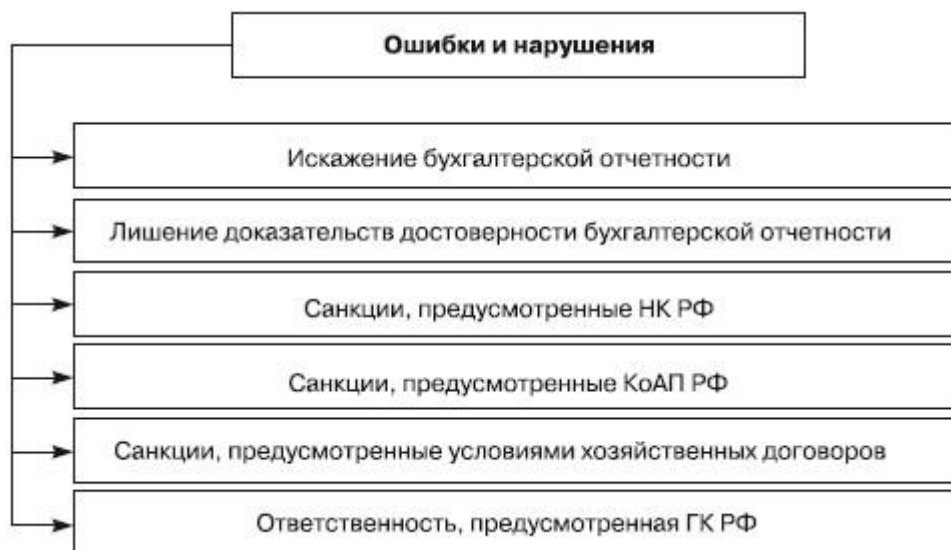 Ошибки и нарушения
Искажение бухгалтерской отчетности
Лишение доказательств достоверности бухгалтерской отчетности
Санкции, предусмотренные НК РФ
Санкции, предусмотренные КоАП РФ
Санкции, предусмотренные условиями хозяйственных договоров
Ответственность, предусмотренная ГК РФ